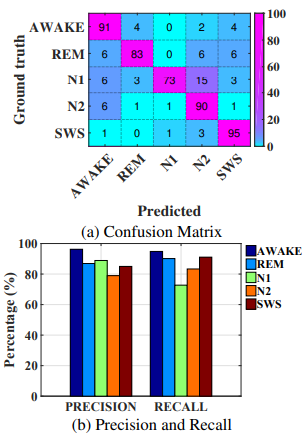 AWAKE 91 4 0 2 4 100
REM 6 83 0 6 6 80
N1 6 3 73 15 3 60
N2 6 1 1 90 1 40
SWS 1 0 1 3 95 20
0
Ground truth
AWAKE REM N1 N2 SWS
Predicted
(a) Confusion Matrix
100 AWAKE
80 REM
60 N1
40 N2
20 SWS
0
Percentage (%)
PRECISION RECALL
(b) Precision and Recall